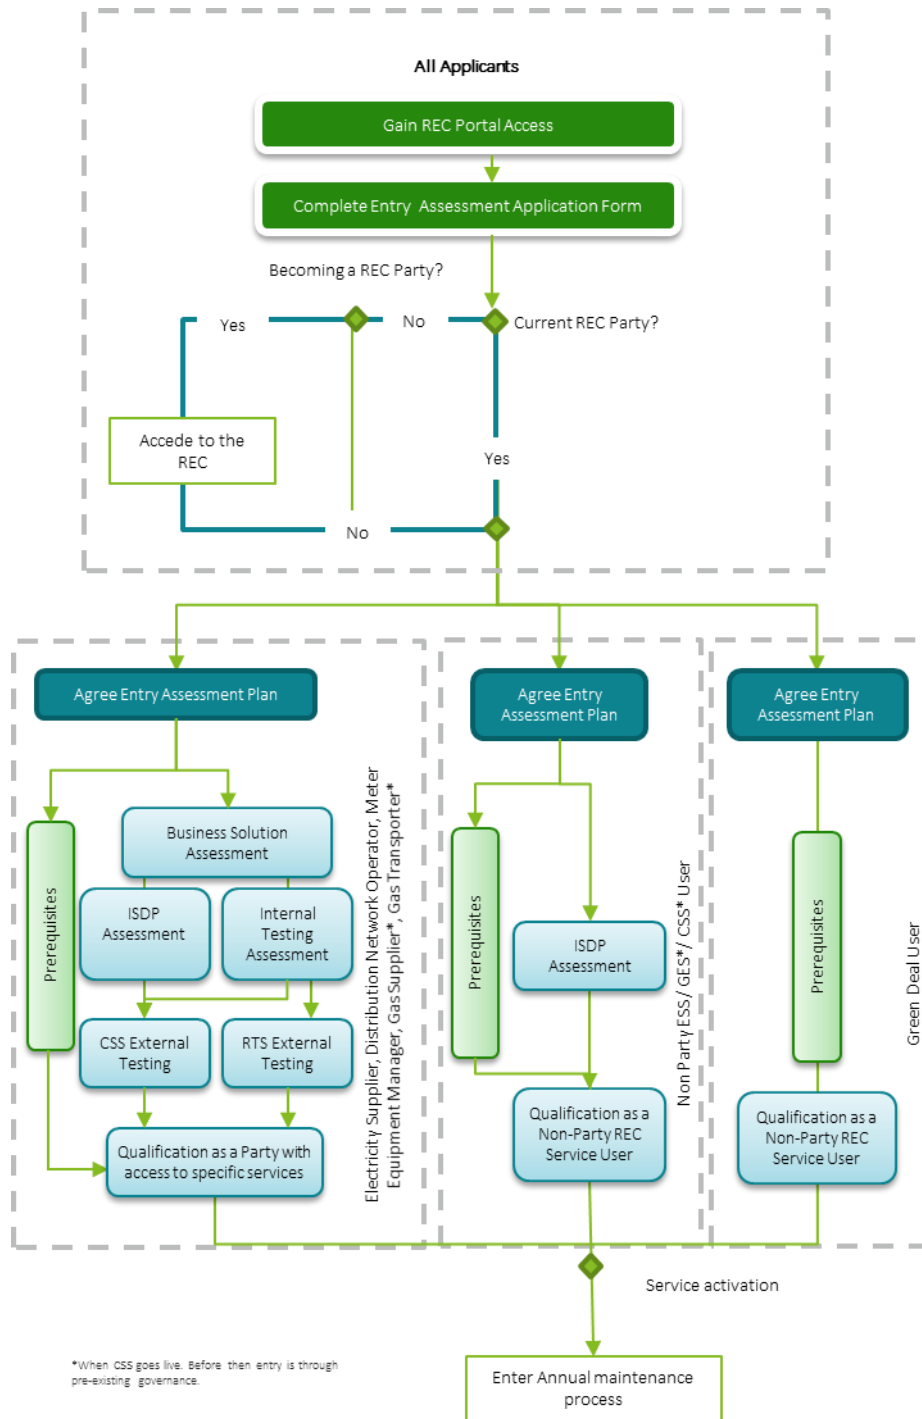 All Applicants
Gain REC Portal Access
Complete Entry Assessment Application Form
Becoming a REC Party?
Yes
No
Current REC Party?
Accede to the
REC
Yes
No
Agree Entry Assessment Plan
Prerequisites
Business Solution
Assessment
ISDP
Assessment
Internal
Testing
Assessment
CSS External
Testing
RTS External
Testing
Qualification as a Party with
access to specific services
Electricity Supplier, Distribution Network Operator, Meter
Equipment Manager, Gas Supplier*, Gas Transporter*
Agree Entry
Assessment Plan
Prerequisites
ISDP
Assessment
Qualification as a
Non-Party REC
Service User
Non Party ESS/ GES*/ CSS* User
Agree Entry
Assessment Plan
Prerequisites
Qualification as a
Non-Party REC
Service User
Green Deal User
Service activation
*When CSS goes live. Before then entry is through
pre-existing governance.
Enter Annual maintenance
process